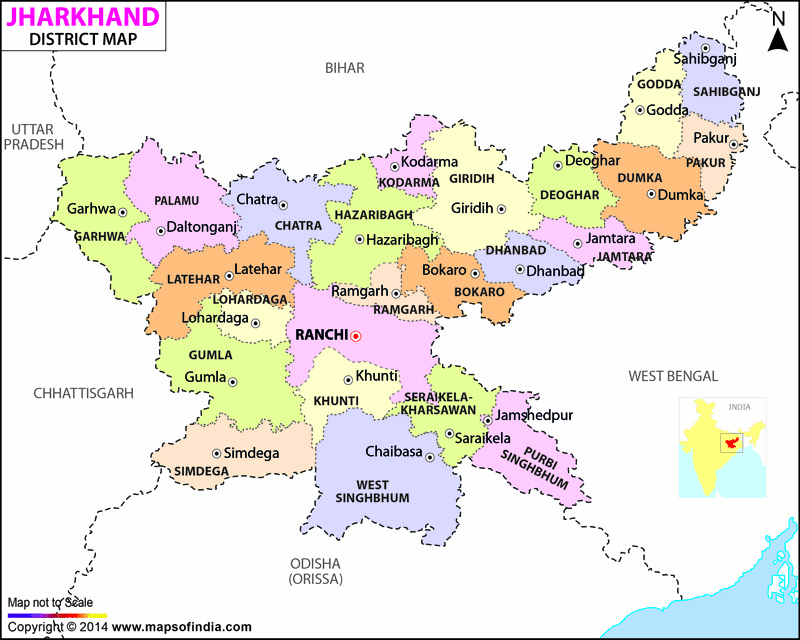 JHARKHAND
DISTRICT MAP
N
BIHAR
UTTAR
PRADESH
Sahibganj
GODDA
SAHIBGANJ
Godda
Pakur
PAKUR
Kodarma
KODARMA
GIRIDIH
Giridih
Deoghar
DEOGHAR
DUMKA
Dumka
PALAMU
Garhwa
GARHWA
Daltonganj
Chatra
CHATRA
HAZARIBAGH
Hazaribagh
Jamtara
JAMTARA
DHANBAD
Dhanbad
Bokaro
BOKARO
LATEHAR
Latehar
Ramgarh
RAMGARH
LOHARDAGA
Lohardaga
RANCHI
GUMLA
Gumla
Khunti
KHUNTI
CHHATTISGARH
WEST BENGAL
SERAIKELA-
KHARSAWAN
Jamshedpur
Saraikela
PURBI
SINGHBHUM
INDIA
Simdega
SIMDEGA
Chaibasa
WEST
SINGHBHUM
ODISHA
(ORISSA)
Map not to Scale
Copyright © 2014 www.mapsofindia.com